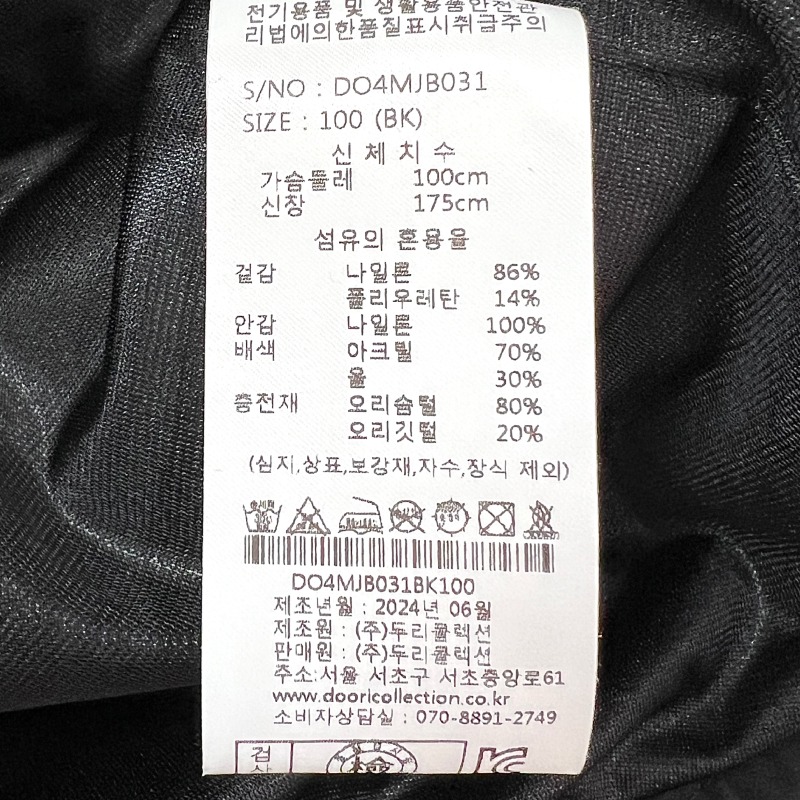 전기용품 및 생활용품안전관
리법에의한품질표시취급주의
S/NO : DO4MJB031
SIZE : 100 (BK)
신 체 치 수
가슴둘레 100cm
신장 175cm
섬유의 혼용율
겉감 나일론 86%
폴리우레탄 14%
안감 나일론 100%
배색 아크릴 70%
울 30%
충전재 오리솜털 80%
오리깃털 20%
(심지,상표,보강재,자수,장식 제외)
DO4MJB031BK100
제조년월 : 2024년 06월
제조원 : (주)두리콜렉션
판매원 : (주)두리콜렉션
주소:서울 서초구 서초중앙로61
www.dooricollection.co.kr
소비자상담실 : 070-8891-2749
검